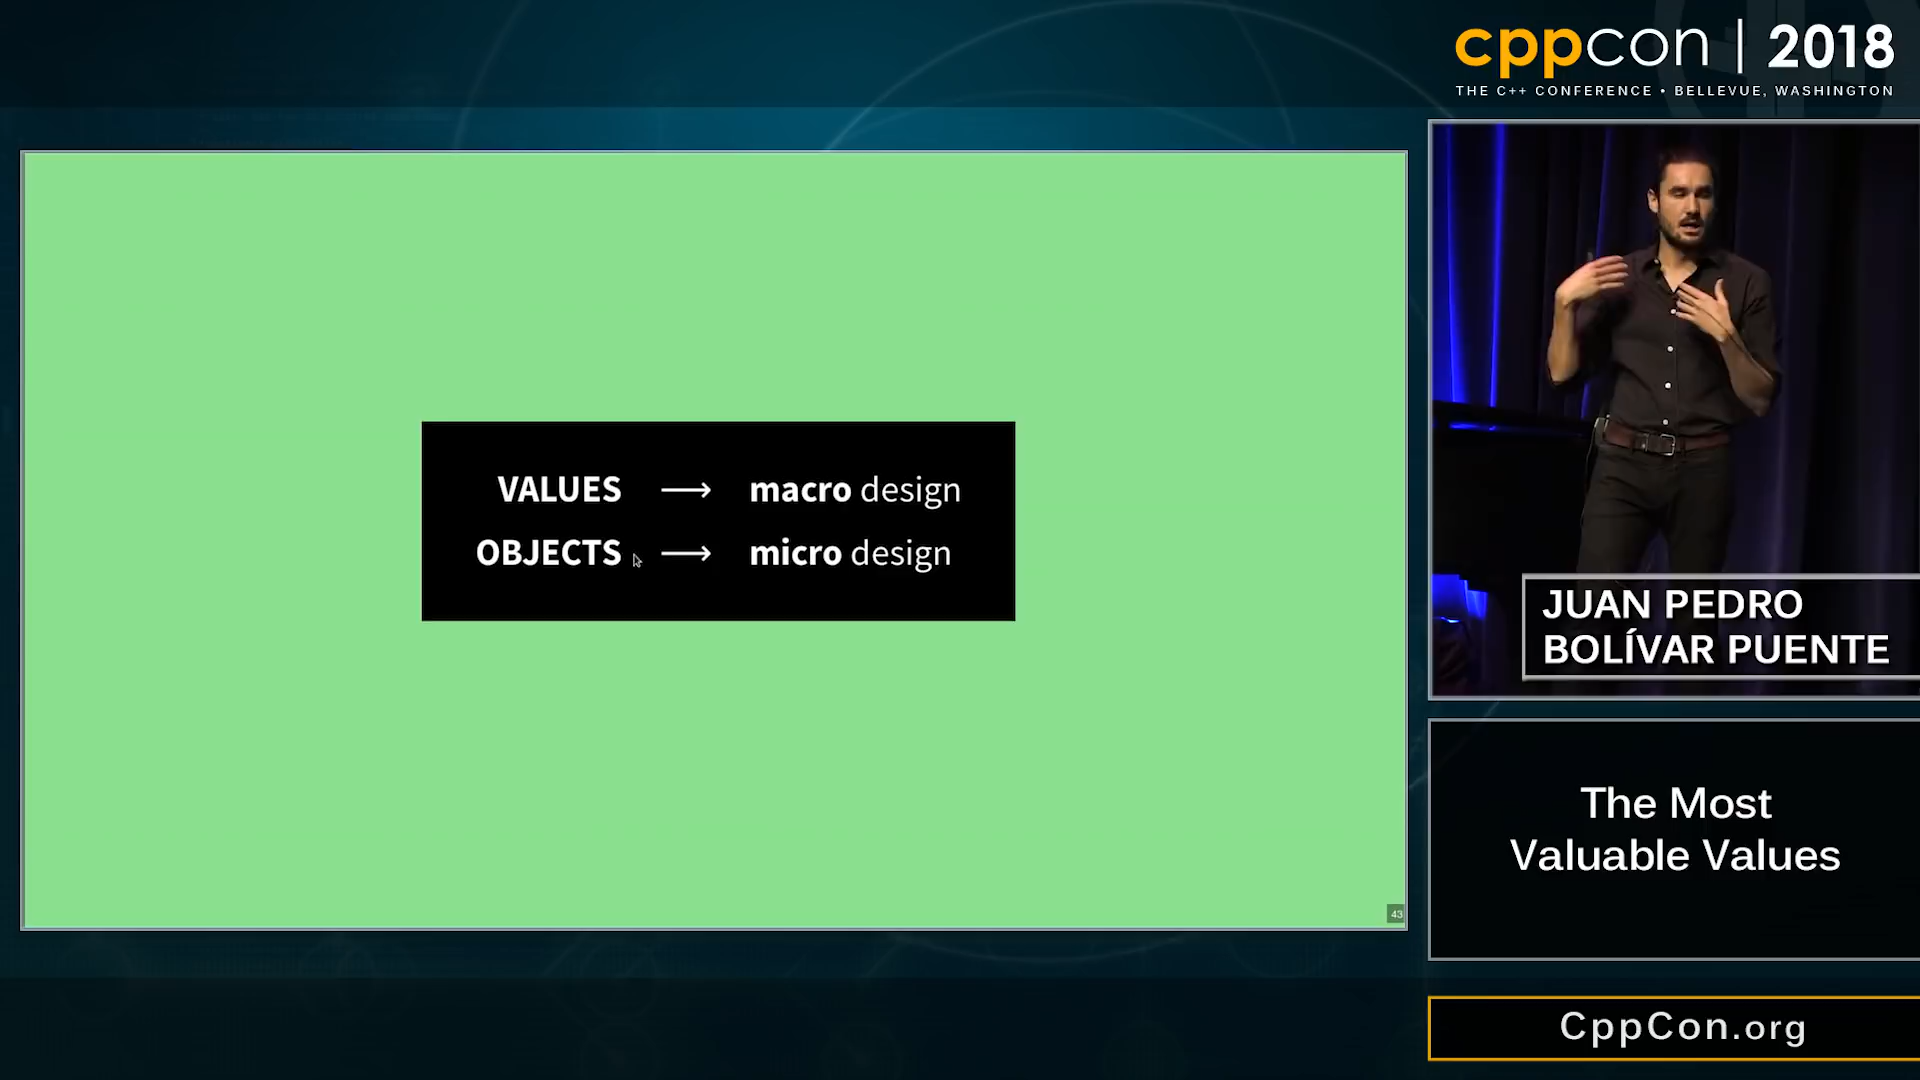 cppcon | 2018
THE C++ CONFERENCE • BELLEVUE, WASHINGTON
VALUES ⟶ macro design
OBJECTS ⟶ micro design
43
JUAN PEDRO
BOLÍVAR PUENTE
The Most
Valuable Values
CppCon.org